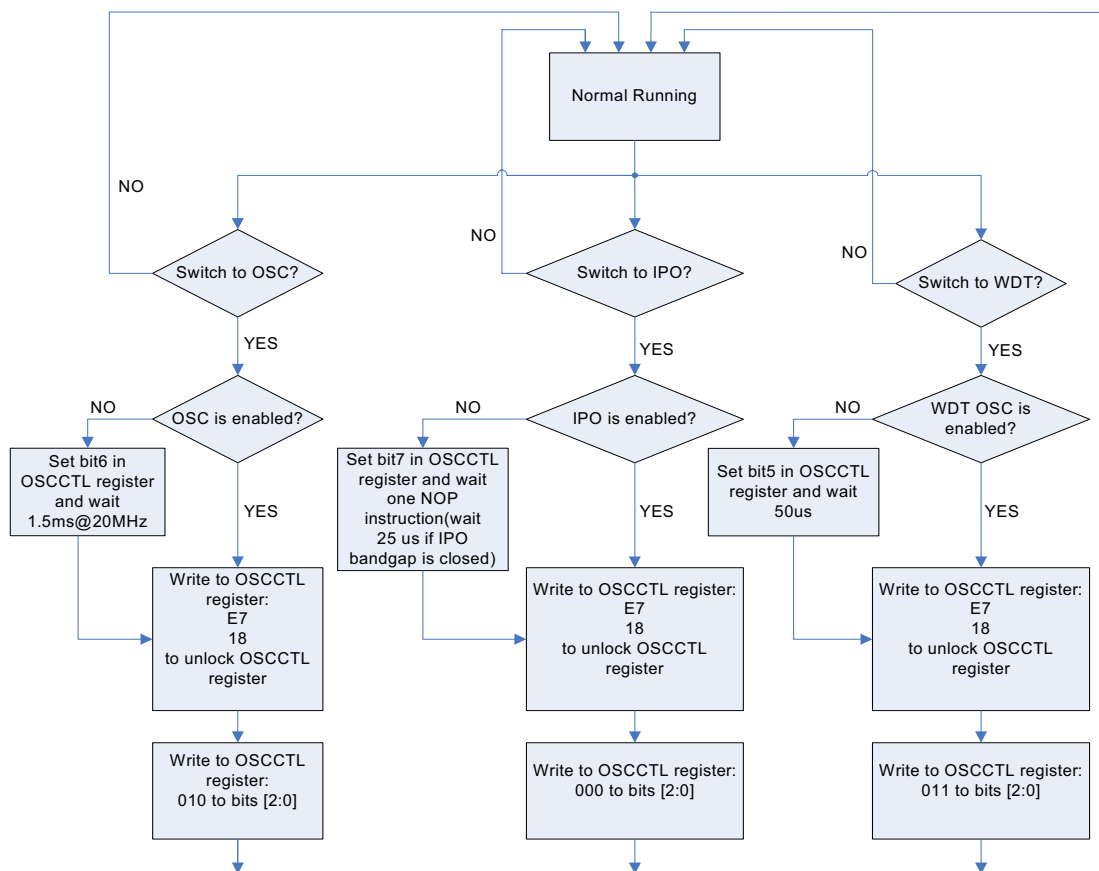 Normal Running
NO
NO
NO
Switch to OSC?
Switch to IPO?
Switch to WDT?
YES
YES
YES
NO
OSC is enabled?
NO
IPO is enabled?
NO
WDT OSC is
enabled?
Set bit6 in
OSCCTL
register
and wait
1.5ms@20MHz
YES
Set bit7 in OSCCTL
register and wait
one NOP
instruction(wait
25 us if IPO
bandgap is closed)
YES
Set bit5 in OSCCTL
register and wait
50us
YES
Write to OSCCTL
register:
E7
18
to unlock OSCCTL
register
Write to OSCCTL register:
E7
18
to unlock OSCCTL
register
Write to OSCCTL register:
E7
18
to unlock OSCCTL
register
Write to OSCCTL
register:
010 to bits [2:0]
Write to OSCCTL register:
000 to bits [2:0]
Write to OSCCTL register:
011 to bits [2:0]